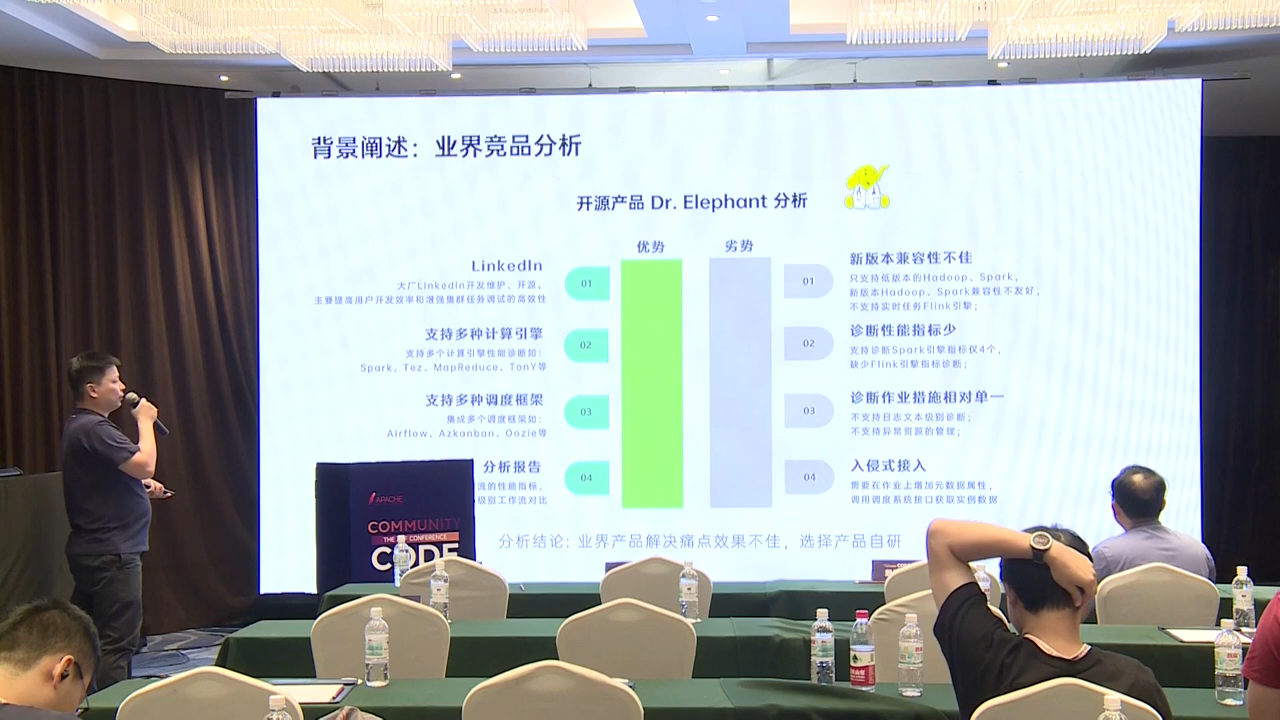 背景阐述：业界竞品分析
开源产品 Dr. Elephant 分析
优势
劣势
LinkedIn
大厂LinkedIn开发维护、开源，
主要提高用户开发效率和增强集群任务调试的高效性
01
支持多种计算引擎
支持多个计算引擎性能诊断如：
Spark、Tez、MapReduce、TonY等
02
支持多种调度框架
集成多个调度框架如：
Airflow、Azkanban、Oozie等
03
分析报告
流的性能指标、
级别工作流对比
04
01
新版本兼容性不佳
只支持低版本的Hadoop、Spark，
新版本Hadoop、Spark兼容性不友好，
不支持实时任务Flink引擎；
02
诊断性能指标少
支持诊断Spark引擎指标仅4个，
缺少Flink引擎指标诊断；
03
诊断作业措施相对单一
不支持日志文本级别诊断；
不支持异常资源的管理；
04
入侵式接入
需要在作业上增加元数据属性，
调用调度系统接口获取实例数据
分析结论：业界产品解决痛点效果不佳，选择产品自研
APACHE
COMMUNITY
THE CONFERENCE
CODE